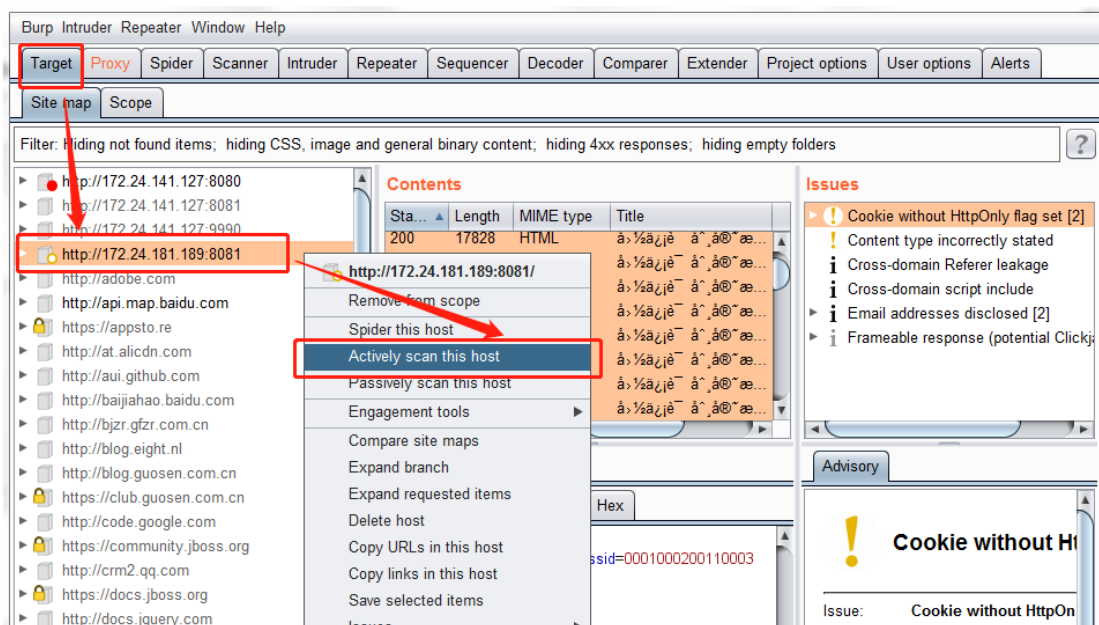 Burp Intruder Repeater Window Help
Target Proxy Spider Scanner Intruder Repeater Sequencer Decoder Comparer Extender Project options User options Alerts
Site map Scope
Filter: Hiding not found items; hiding CSS, image and general binary content; hiding 4xx responses; hiding empty folders
?
http://172.24.141.127:8080
http://172.24.141.127:8081
http://172.24.141.127:9990
http://172.24.181.189:8081
http://adobe.com
http://api.map.baidu.com
https://appsto.re
http://at.alicdn.com
http://aui.github.com
http://baijiahao.baidu.com
http://bjzr.gfzr.com.cn
http://blog.eight.nl
http://blog.guosen.com.cn
https://club.guosen.com.cn
http://code.google.com
https://community.jboss.org
http://crm2.qq.com
https://docs.jboss.org
http://docs.jquery.com
http://172.24.181.189:8081/
Remove from scope
Spider this host
Actively scan this host
Passively scan this host
Engagement tools
Compare site maps
Expand branch
Expand requested items
Delete host
Copy URLs in this host
Copy links in this host
Save selected items
Issues
Contents
Sta... Length MIME type Title
200 17828 HTML
Hex
ssid=0001000200110003
Issues
Cookie without HttpOnly flag set [2]
Content type incorrectly stated
Cross-domain Referer leakage
Cross-domain script include
Email addresses disclosed [2]
Frameable response (potential Clickj
Advisory
Cookie without Ht
Issue: Cookie without HttpOn